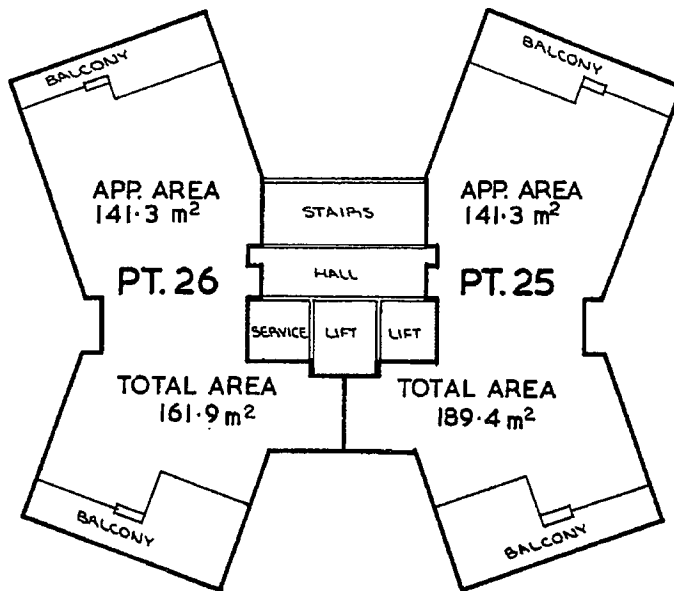 BALCONY
BALCONY
APP. AREA
141·3 m²
APP. AREA
141·3 m²
STAIRS
PT. 26
HALL
PT. 25
SERVICE
LIFT
LIFT
TOTAL AREA
161·9 m²
TOTAL AREA
189·4 m²
BALCONY
BALCONY